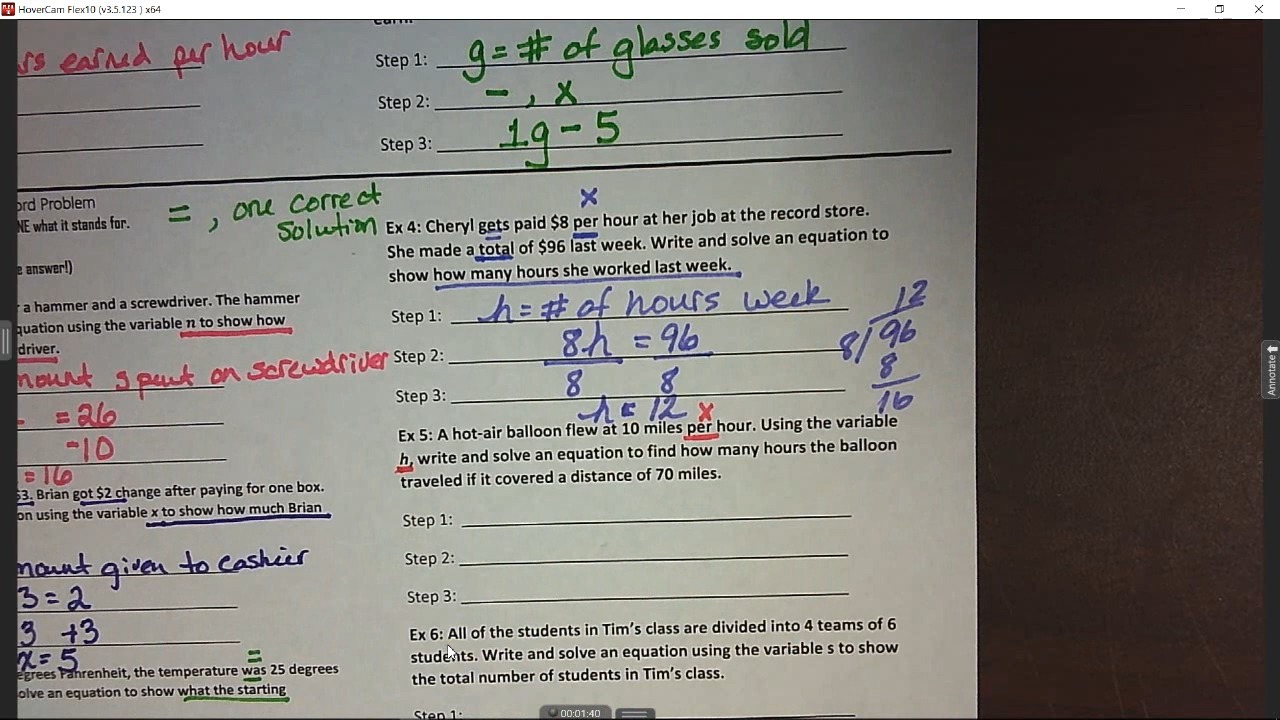 HoverCam Flex10 (v3.5.123 ) x64
earn.
rs earned per hour
Step 1: g = # of glasses sold
Step 2: - , x
Step 3: 1g - 5
ord Problem
NE what it stands for.
= , one correct
solution
e answer!)
a hammer and a screwdriver. The hammer
quation using the variable n to show how
driver.
mount spent on screwdriver
= 26
-10
= 16
$3. Brian got $2 change after paying for one box.
on using the variable x to show how much Brian
mount given to cashier
3 = 2
3 +3
x = 5
=
egrees Fahrenheit, the temperature was 25 degrees
olve an equation to show what the starting
x
Ex 4: Cheryl gets paid $8 per hour at her job at the record store.
She made a total of $96 last week. Write and solve an equation to
show how many hours she worked last week.
Step 1: h = # of hours week
Step 2: 8h = 96
8 8
Step 3:
h = 12
12
8/96
8
16
x
Ex 5: A hot-air balloon flew at 10 miles per hour. Using the variable
h, write and solve an equation to find how many hours the balloon
traveled if it covered a distance of 70 miles.
Step 1:
Step 2:
Step 3:
Ex 6: All of the students in Tim's class are divided into 4 teams of 6
students. Write and solve an equation using the variable s to show
the total number of students in Tim's class.
Step 1:
Annotate
00:01:40